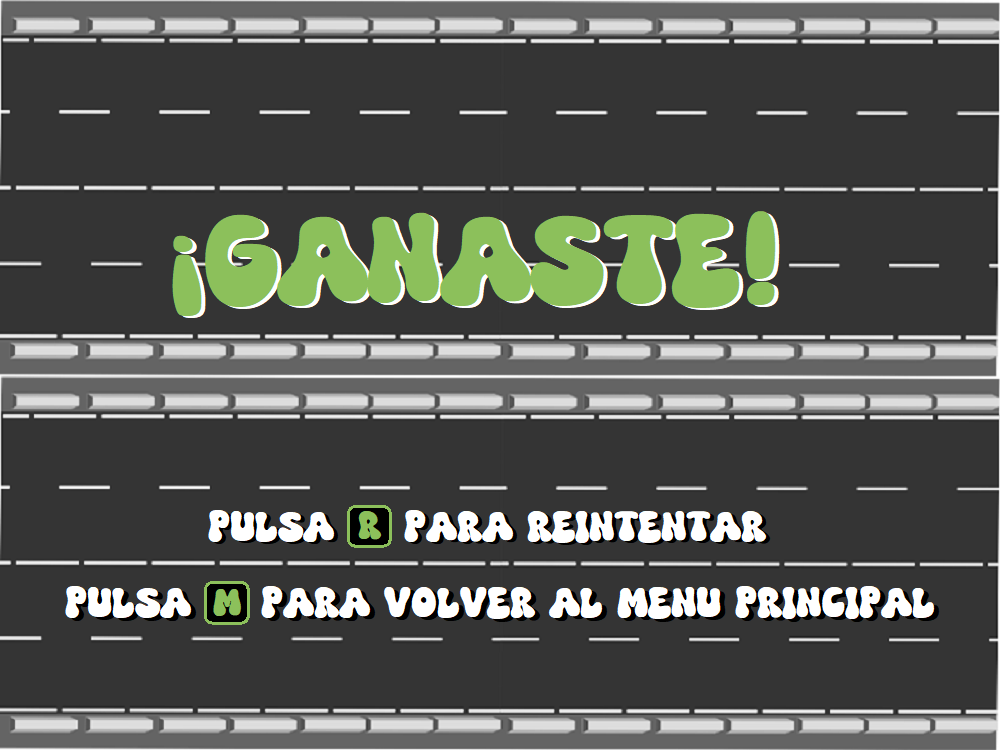 ¡GANASTE!
PULSA R PARA REINTENTAR
PULSA M PARA VOLVER AL MENU PRINCIPAL